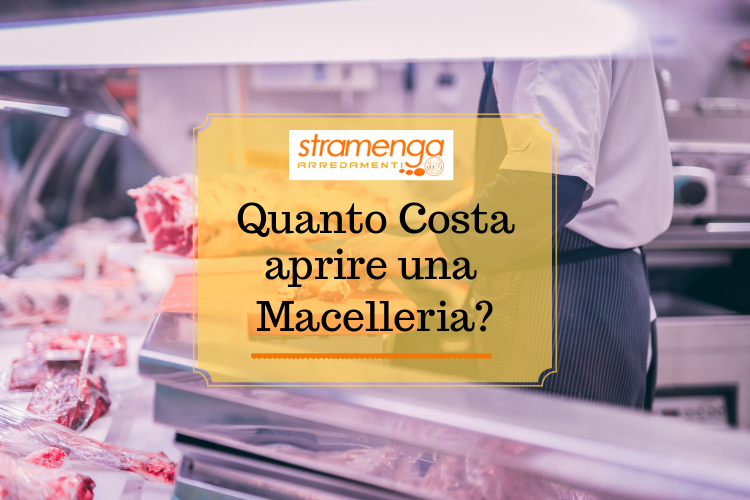 stramenga
ARREDAMENTI
Quanto Costa
aprire una
Macelleria?